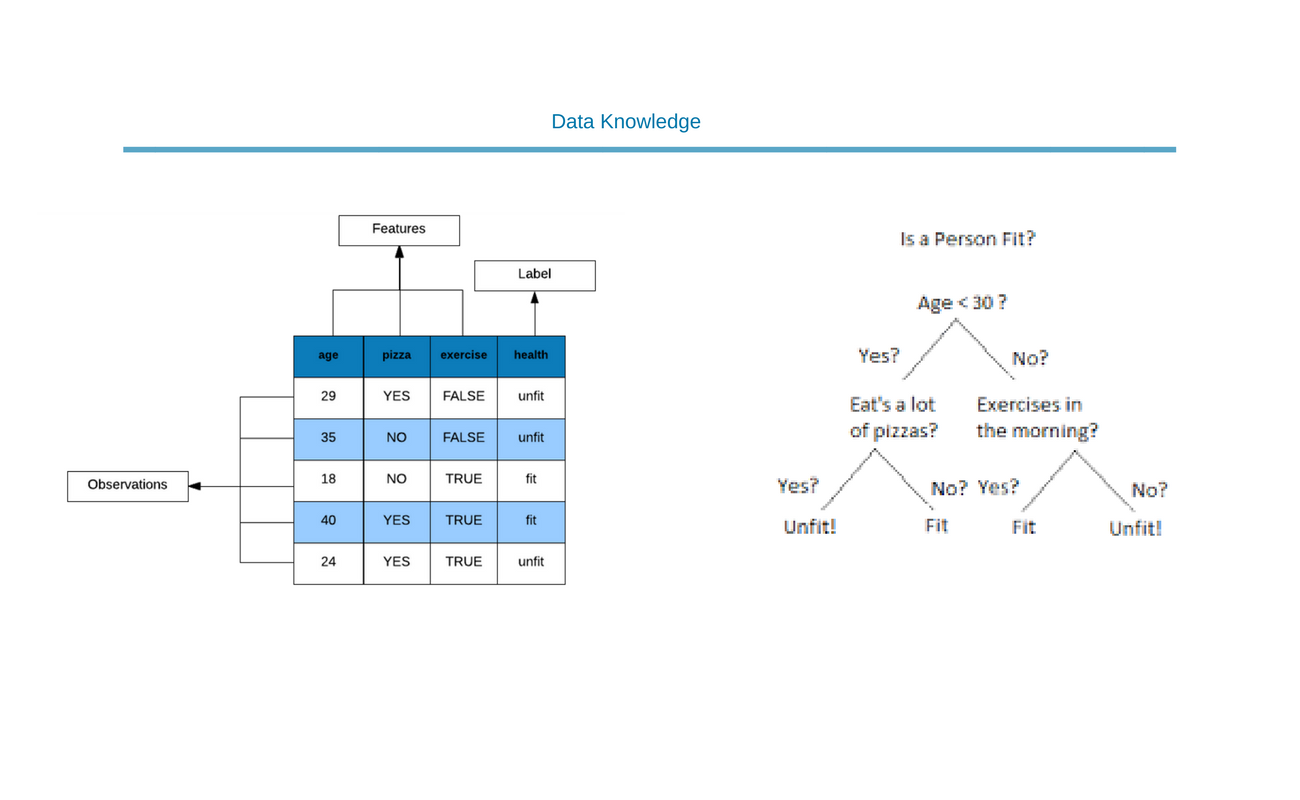 Data Knowledge
Features
Label
age pizza exercise health
29 YES FALSE unfit
35 NO FALSE unfit
18 NO TRUE fit
40 YES TRUE fit
24 YES TRUE unfit
Observations
Is a Person Fit?
Age < 30 ?
Yes? No?
Eat's a lot
of pizzas?
Exercises in
the morning?
Yes? No? Yes? No?
Unfit! Fit Fit Unfit!